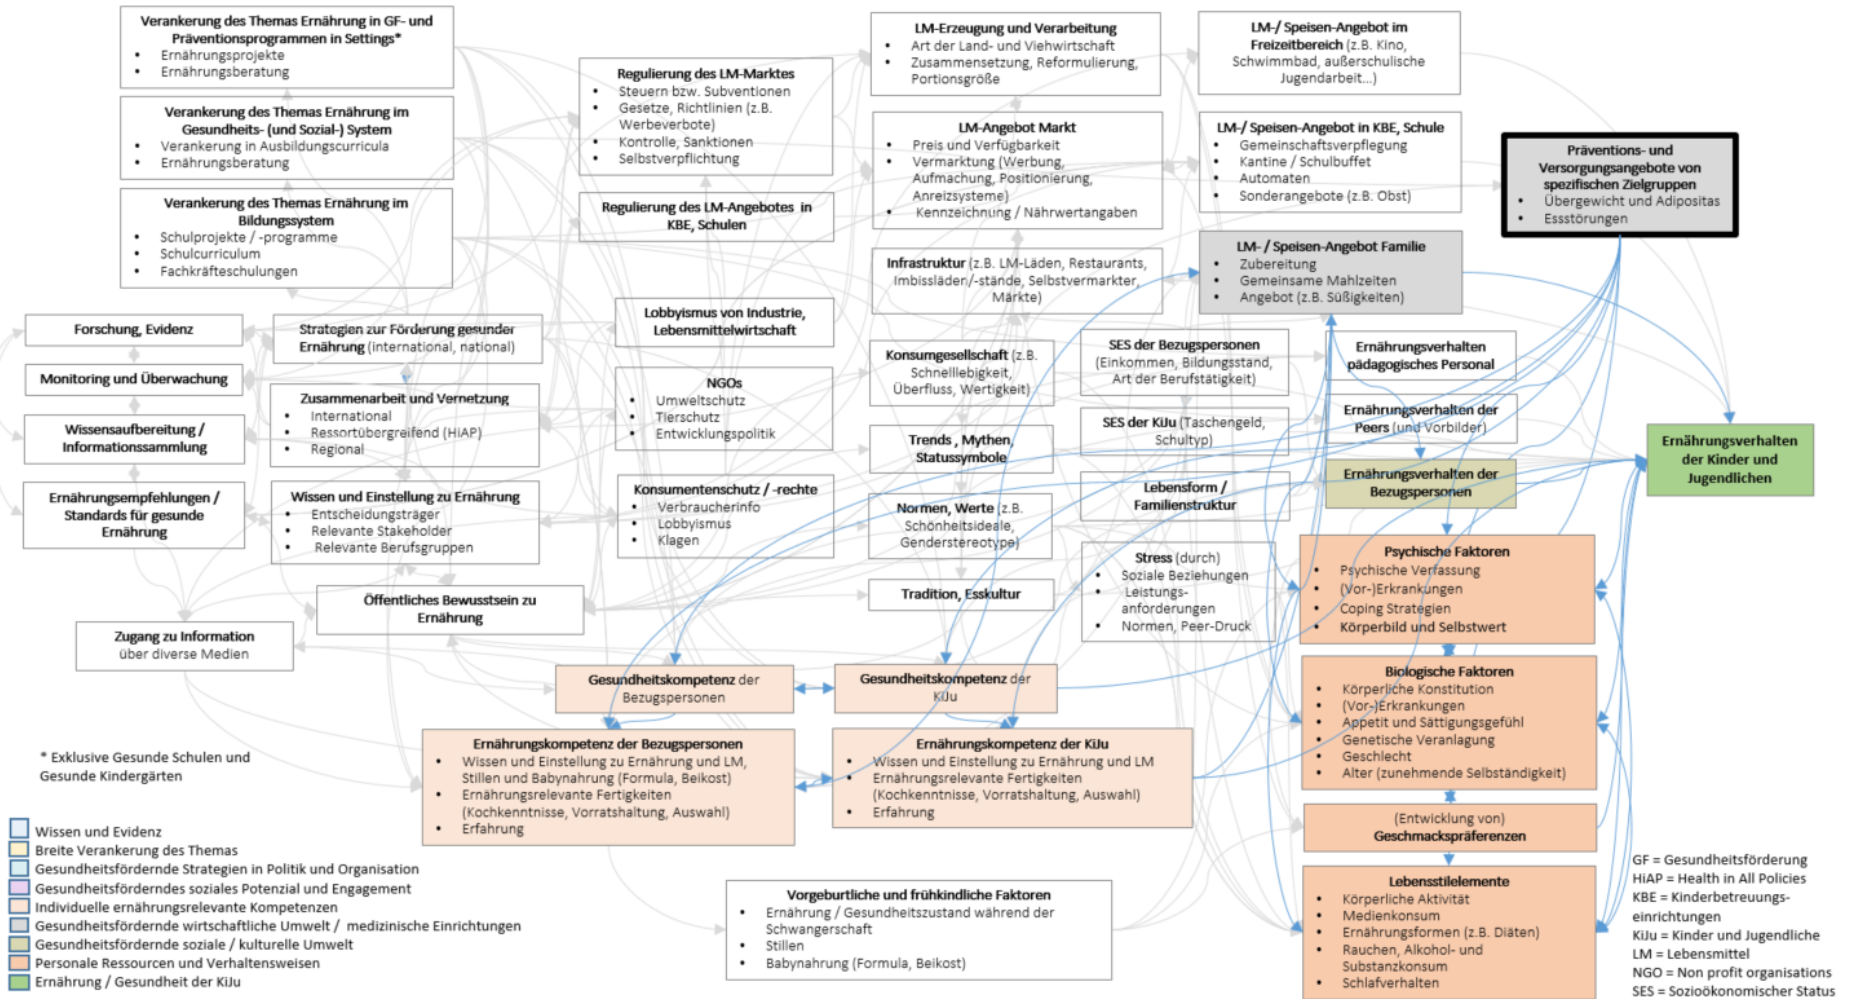 Verankerung des Themas Ernährung in GF- und
Präventionsprogrammen in Settings*
• Ernährungsprojekte
• Ernährungsberatung
Verankerung des Themas Ernährung im
Gesundheits- (und Sozial-) System
• Verankerung in Ausbildungscurricula
• Ernährungsberatung
Verankerung des Themas Ernährung im
Bildungssystem
• Schulprojekte / -programme
• Schulcurriculum
• Fachkräfteschulungen
Forschung, Evidenz
Monitoring und Überwachung
Wissensaufbereitung /
Informationssammlung
Ernährungsempfehlungen /
Standards für gesunde
Ernährung
Strategien zur Förderung gesunder
Ernährung (international, national)
Zusammenarbeit und Vernetzung
• International
• Ressortübergreifend (HiAP)
• Regional
Wissen und Einstellung zu Ernährung
• Entscheidungsträger
• Relevante Stakeholder
• Relevante Berufsgruppen
Öffentliches Bewusstsein zu
Ernährung
Zugang zu Information
über diverse Medien
Regulierung des LM-Marktes
• Steuern bzw. Subventionen
• Gesetze, Richtlinien (z.B.
Werbeverbote)
• Kontrolle, Sanktionen
• Selbstverpflichtung
Regulierung des LM-Angebotes in
KBE, Schulen
Lobbyismus von Industrie,
Lebensmittelwirtschaft
NGOs
• Umweltschutz
• Tierschutz
• Entwicklungspolitik
Konsumentenschutz / -rechte
• Verbraucherinfo
• Lobbyismus
• Klagen
LM-Erzeugung und Verarbeitung
• Art der Land- und Viehwirtschaft
• Zusammensetzung, Reformulierung,
Portionsgröße
LM-Angebot Markt
• Preis und Verfügbarkeit
• Vermarktung (Werbung,
Aufmachung, Positionierung,
Anreizsysteme)
• Kennzeichnung / Nährwertangaben
Infrastruktur (z.B. LM-Läden, Restaurants,
Imbissläden/-stände, Selbstvermarkter,
Märkte)
Konsumgesellschaft (z.B.
Schnelllebigkeit,
Überfluss, Wertigkeit)
Trends , Mythen,
Statussymbole
Normen, Werte (z.B.
Schönheitsideale,
Genderstereotype)
Tradition, Esskultur
LM-/ Speisen-Angebot im
Freizeitbereich (z.B. Kino,
Schwimmbad, außerschulische
Jugendarbeit...)
LM-/ Speisen-Angebot in KBE, Schule
• Gemeinschaftsverpflegung
• Kantine / Schulbuffet
• Automaten
• Sonderangebote (z.B. Obst)
LM- / Speisen-Angebot Familie
• Zubereitung
• Gemeinsame Mahlzeiten
• Angebot (z.B. Süßigkeiten)
Präventions- und
Versorgungsangebote von
spezifischen Zielgruppen
• Übergewicht und Adipositas
• Essstörungen
SES der Bezugspersonen
(Einkommen, Bildungsstand,
Art der Berufstätigkeit)
SES der KiJu (Taschengeld,
Schultyp)
Lebensform /
Familienstruktur
Stress (durch)
• Soziale Beziehungen
• Leistungs-
anforderungen
• Normen, Peer-Druck
Ernährungsverhalten
pädagogisches Personal
Ernährungsverhalten der
Peers (und Vorbilder)
Ernährungsverhalten der
Bezugspersonen
Ernährungsverhalten
der Kinder und
Jugendlichen
Psychische Faktoren
• Psychische Verfassung
• (Vor-)Erkrankungen
• Coping Strategien
• Körperbild und Selbstwert
Biologische Faktoren
• Körperliche Konstitution
• (Vor-)Erkrankungen
• Appetit und Sättigungsgefühl
• Genetische Veranlagung
• Geschlecht
• Alter (zunehmende Selbständigkeit)
(Entwicklung von)
Geschmackspräferenzen
Lebensstilelemente
• Körperliche Aktivität
• Medienkonsum
• Ernährungsformen (z.B. Diäten)
• Rauchen, Alkohol- und
Substanzkonsum
• Schlafverhalten
Gesundheitskompetenz der
Bezugspersonen
Gesundheitskompetenz der
KiJu
Ernährungskompetenz der Bezugspersonen
• Wissen und Einstellung zu Ernährung und LM,
Stillen und Babynahrung (Formula, Beikost)
• Ernährungsrelevante Fertigkeiten
(Kochkenntnisse, Vorratshaltung, Auswahl)
• Erfahrung
Ernährungskompetenz der KiJu
• Wissen und Einstellung zu Ernährung und LM
• Ernährungsrelevante Fertigkeiten
(Kochkenntnisse, Vorratshaltung, Auswahl)
• Erfahrung
Vorgeburtliche und frühkindliche Faktoren
• Ernährung / Gesundheitszustand während der
Schwangerschaft
• Stillen
• Babynahrung (Formula, Beikost)
* Exklusive Gesunde Schulen und
Gesunde Kindergärten
Wissen und Evidenz
Breite Verankerung des Themas
Gesundheitsfördernde Strategien in Politik und Organisation
Gesundheitsförderndes soziales Potenzial und Engagement
Individuelle ernährungsrelevante Kompetenzen
Gesundheitsfördernde wirtschaftliche Umwelt / medizinische Einrichtungen
Gesundheitsfördernde soziale / kulturelle Umwelt
Personale Ressourcen und Verhaltensweisen
Ernährung / Gesundheit der KiJu
GF = Gesundheitsförderung
HiAP = Health in All Policies
KBE = Kinderbetreuungs-
einrichtungen
KiJu = Kinder und Jugendliche
LM = Lebensmittel
NGO = Non profit organisations
SES = Sozioökonomischer Status